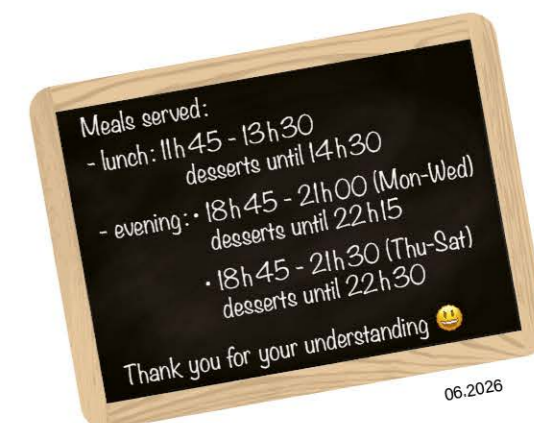 Meals served:
- lunch: 11h45 - 13h30
desserts until 14h30
- evening: • 18h45 - 21h00 (Mon-Wed)
desserts until 22h15
• 18h45 - 21h30 (Thu-Sat)
desserts until 22h30
Thank you for your understanding 😃
06.2026